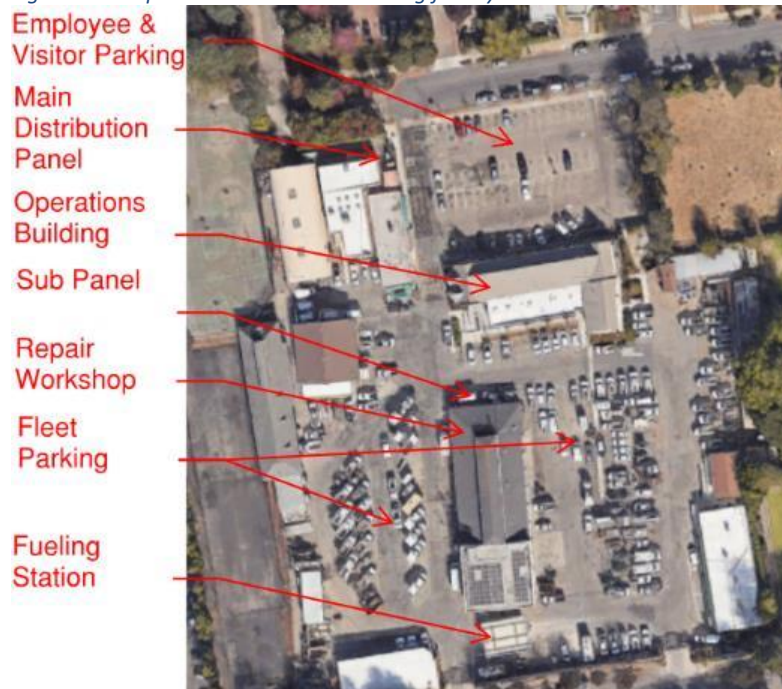 Employee &
Visitor Parking
Main
Distribution
Panel
Operations
Building
Sub Panel
Repair
Workshop
Fleet
Parking
Fueling
Station